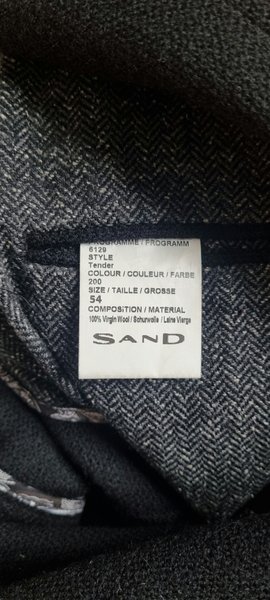 PROGRAMME / PROGRAMM
6129
STYLE
Tender
COLOUR / COULEUR / FARBE
200
SIZE / TAILLE / GROSSE
54
COMPOSITION / MATERIAL
100% Virgin Wool / Schurwolle / Laine Vierge
SAND